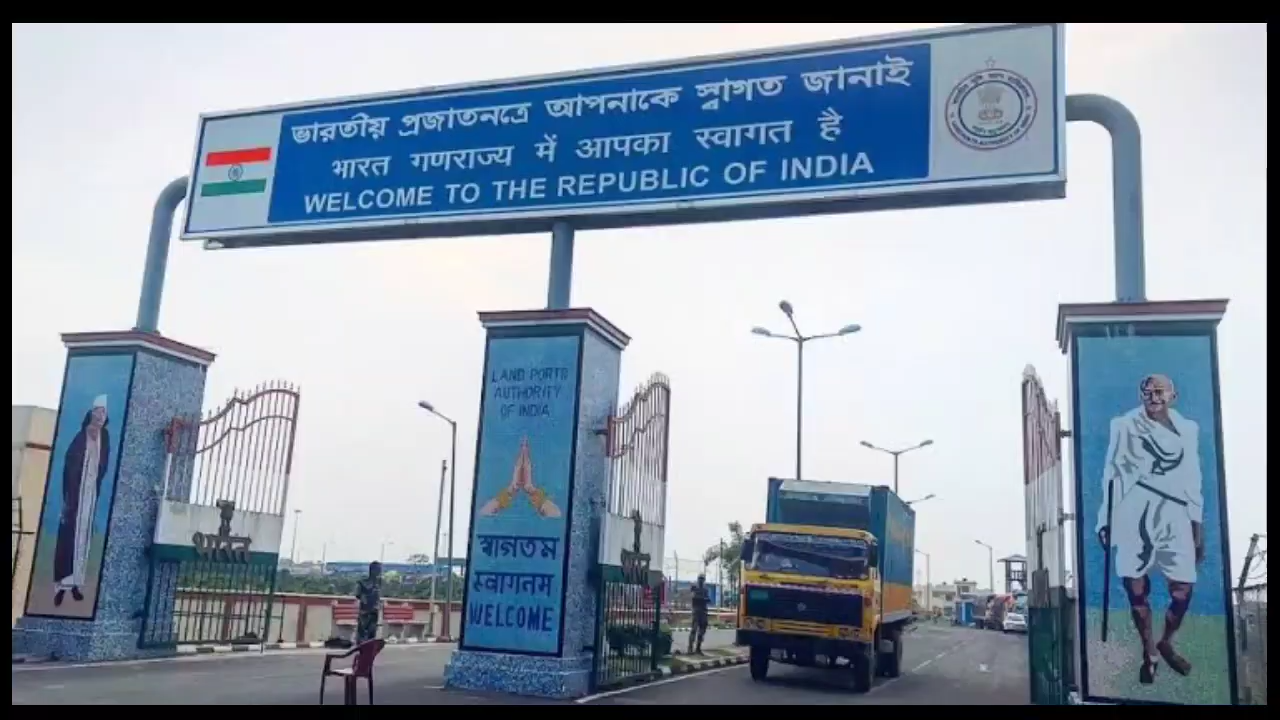 ভারতীয় প্রজাতনত্রে আপনাকে স্বাগত জানাই
भारत गणराज्य में आपका स्वागत है
WELCOME TO THE REPUBLIC OF INDIA
LAND PORTS
AUTHORITY
OF INDIA
স্বাগতম
स्वागतम
WELCOME
भारत
भारत